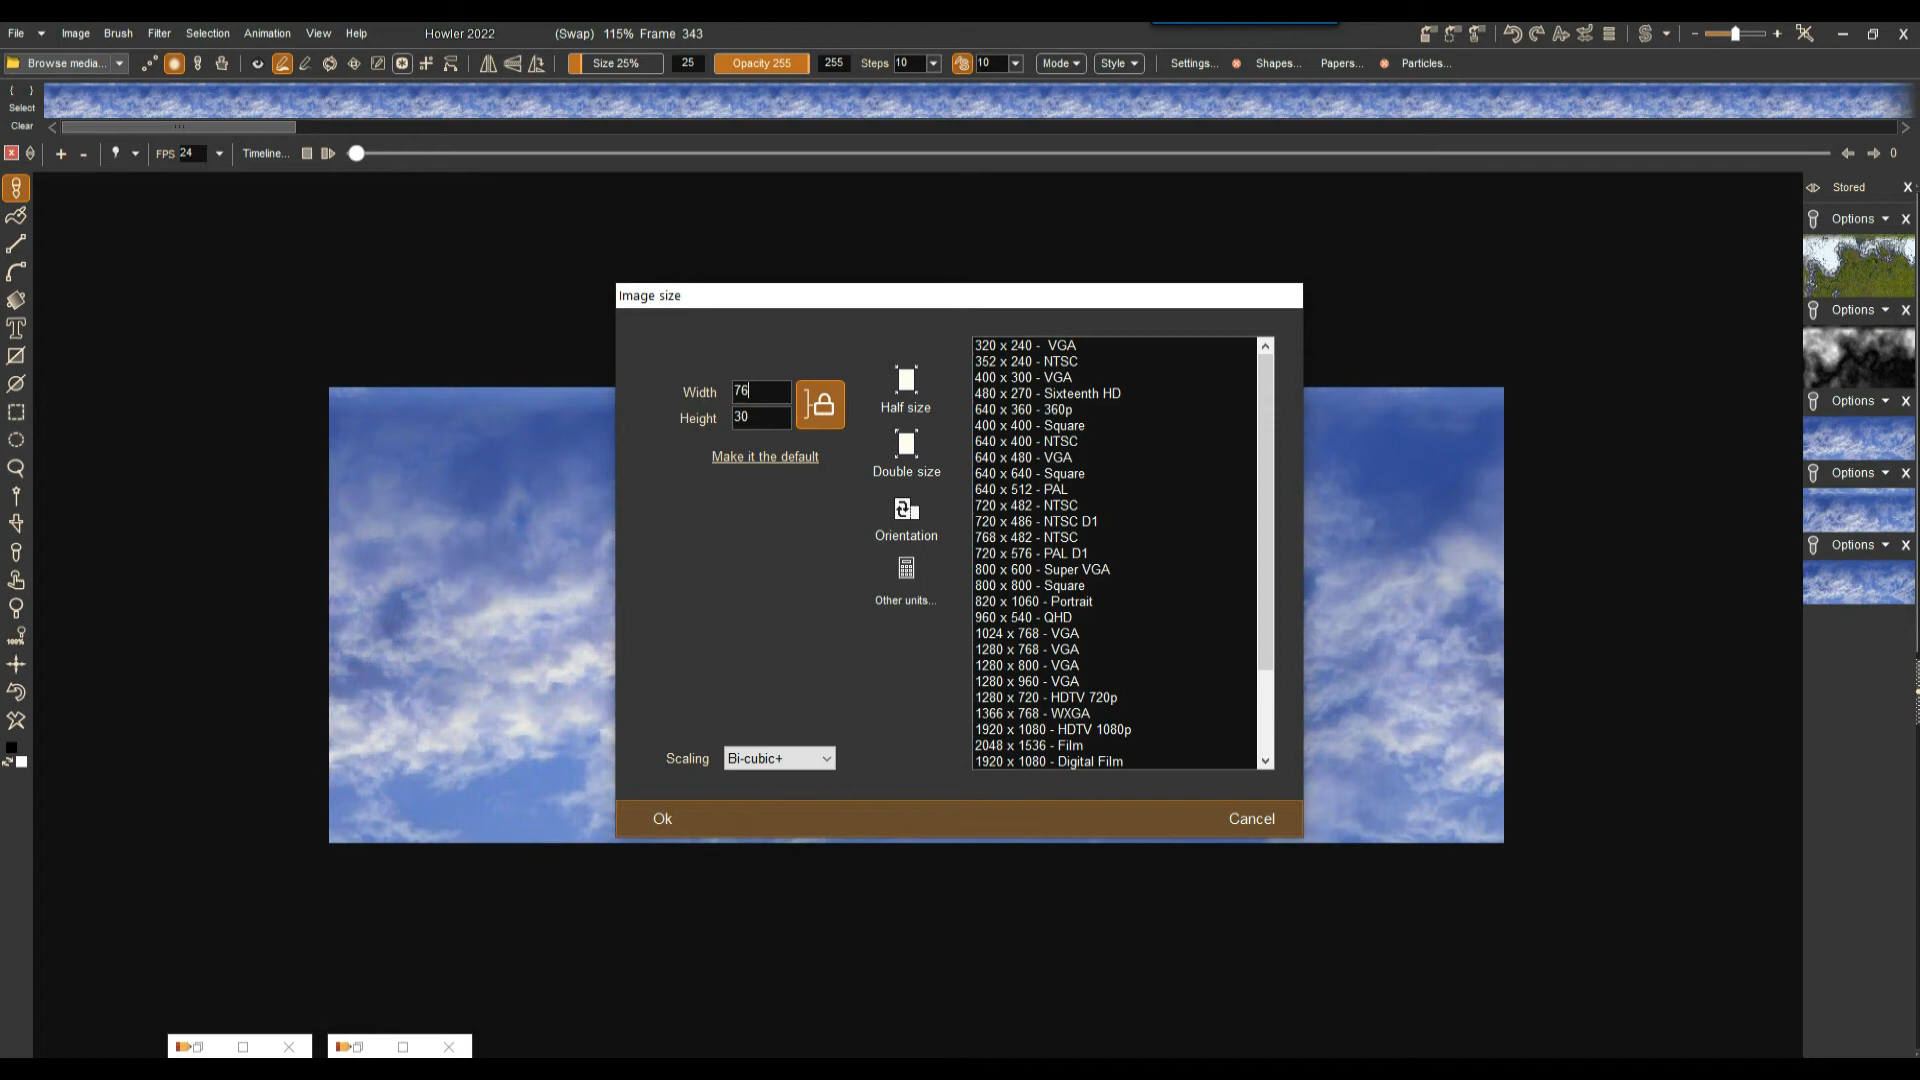 File Image Brush Filter Selection Animation View Help Howler 2022 (Swap) 115% Frame 343
Browse media... Size 25% 25 Opacity 255 255 Steps 10 10 Mode Style Settings... Shapes... Papers... Particles...
{ }
Select
Clear
FPS 24 Timeline... 0
Stored X
Options X
Options X
Options X
Options X
Options X
100%
Image size
Width 76
Height 30
Make it the default
Half size
Double size
Orientation
Other units...
320 x 240 - VGA
352 x 240 - NTSC
400 x 300 - VGA
480 x 270 - Sixteenth HD
640 x 360 - 360p
400 x 400 - Square
640 x 400 - NTSC
640 x 480 - VGA
640 x 640 - Square
640 x 512 - PAL
720 x 482 - NTSC
720 x 486 - NTSC D1
768 x 482 - NTSC
720 x 576 - PAL D1
800 x 600 - Super VGA
800 x 800 - Square
820 x 1060 - Portrait
960 x 540 - QHD
1024 x 768 - VGA
1280 x 768 - VGA
1280 x 800 - VGA
1280 x 960 - VGA
1280 x 720 - HDTV 720p
1366 x 768 - WXGA
1920 x 1080 - HDTV 1080p
2048 x 1536 - Film
1920 x 1080 - Digital Film
Scaling Bi-cubic+
Ok Cancel